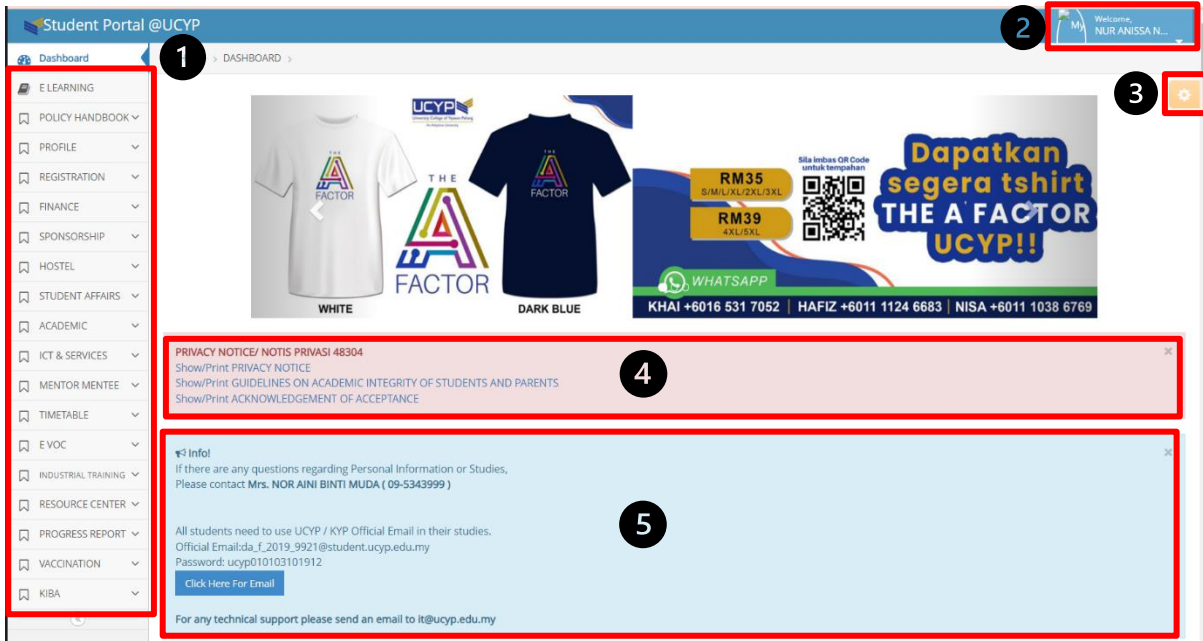 Student Portal @UCYP
2
My
Welcome,
NUR ANISSA N...
Dashboard
1
> DASHBOARD >
3
E LEARNING
POLICY HANDBOOK
PROFILE
REGISTRATION
FINANCE
SPONSORSHIP
HOSTEL
STUDENT AFFAIRS
ACADEMIC
ICT & SERVICES
MENTOR MENTEE
TIMETABLE
E VOC
INDUSTRIAL TRAINING
RESOURCE CENTER
PROGRESS REPORT
VACCINATION
KIBA
UCYP
THE
A
FACTOR
THE
A
FACTOR
THE
A
FACTOR
WHITE
DARK BLUE
RM35
S/M/L/XL/2XL/3XL
RM39
4XL/5XL
Sila imbas QR Code
untuk tempahan
Dapatkan
segera tshirt
THE A FACTOR
UCYP!!
WHATSAPP
KHAI +6016 531 7052 | HAFIZ +6011 1124 6683 | NISA +6011 1038 6769
PRIVACY NOTICE/ NOTIS PRIVASI 48304
Show/Print PRIVACY NOTICE
Show/Print GUIDELINES ON ACADEMIC INTEGRITY OF STUDENTS AND PARENTS
Show/Print ACKNOWLEDGEMENT OF ACCEPTANCE
4
Info!
If there are any questions regarding Personal Information or Studies,
Please contact Mrs. NOR AINI BINTI MUDA ( 09-5343999 )
5
All students need to use UCYP / KYP Official Email in their studies.
Official Email:da_f_2019_9921@student.ucyp.edu.my
Password: ucyp010103101912
Click Here For Email
For any technical support please send an email to it@ucyp.edu.my